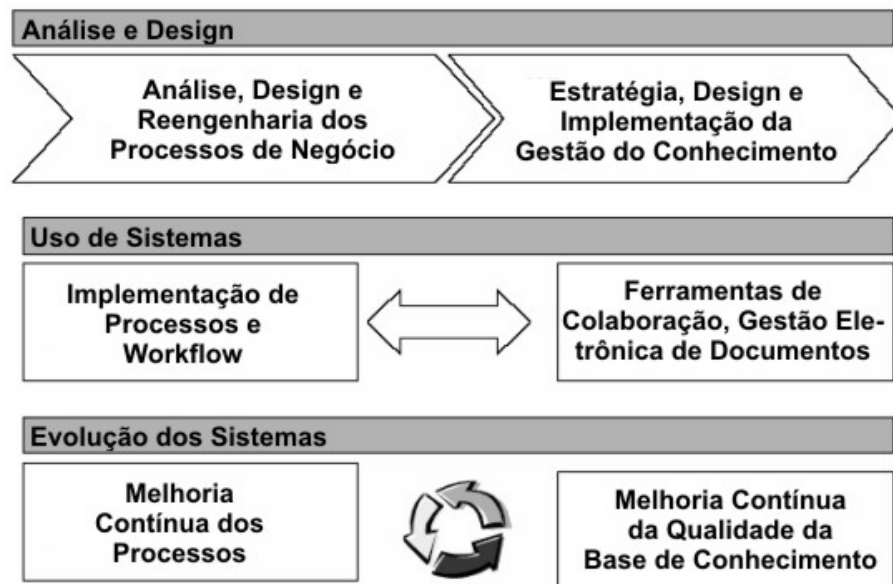 Análise e Design
Análise, Design e
Reengenharia dos
Processos de Negócio
Estratégia, Design e
Implementação da
Gestão do Conhecimento
Uso de Sistemas
Implementação de
Processos e
Workflow
Ferramentas de
Colaboração, Gestão Ele-
trônica de Documentos
Evolução dos Sistemas
Melhoria
Contínua dos
Processos
Melhoria Contínua
da Qualidade da
Base de Conhecimento